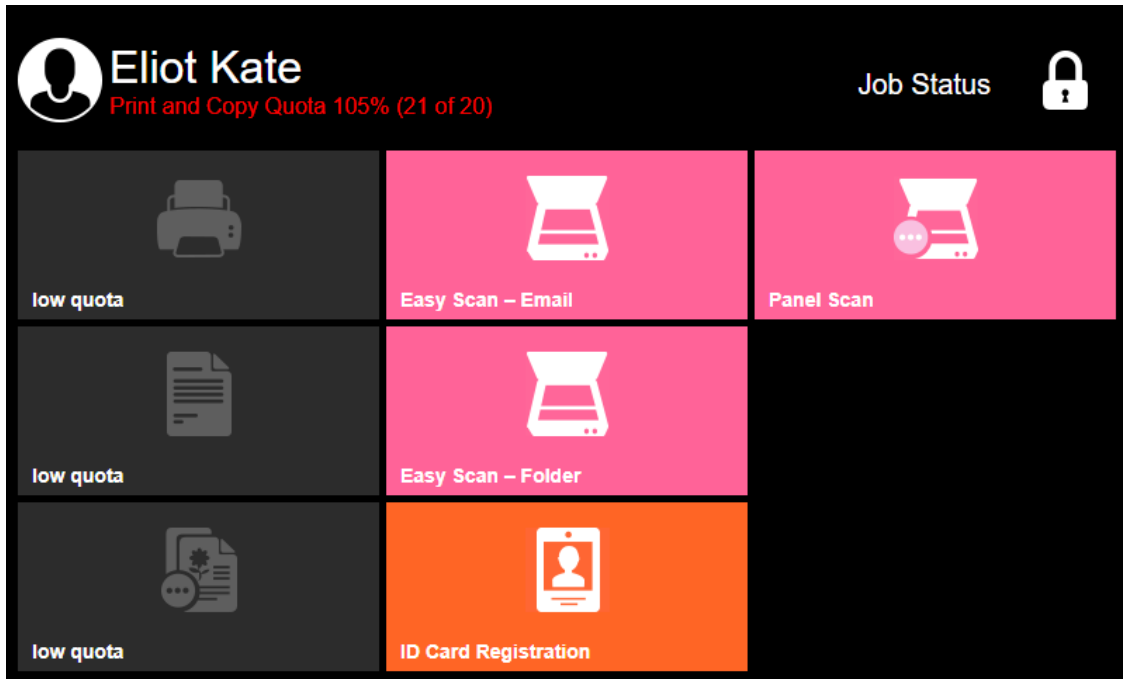 Eliot Kate
Print and Copy Quota 105% (21 of 20)
Job Status
low quota
Easy Scan – Email
Panel Scan
low quota
Easy Scan – Folder
low quota
ID Card Registration